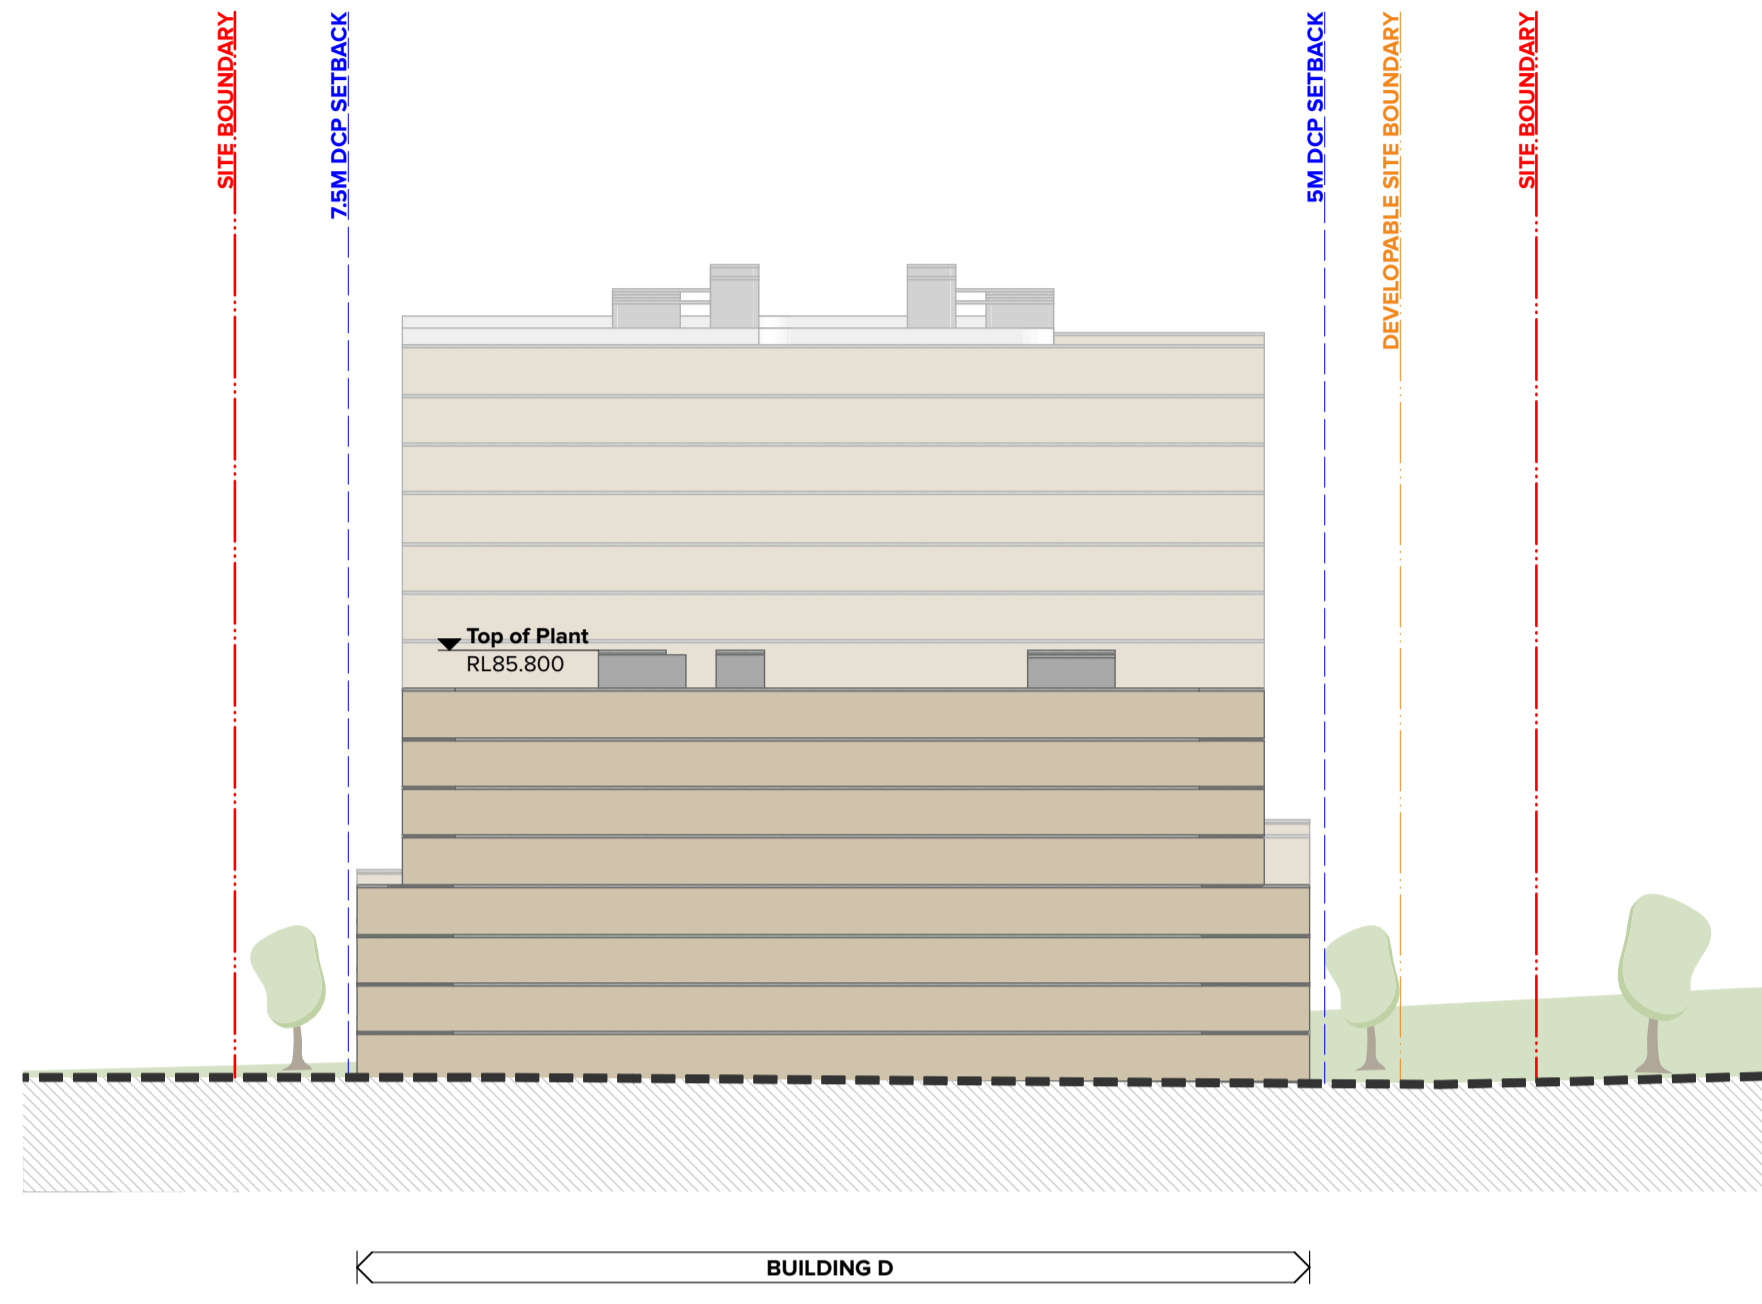 SITE BOUNDARY
7.5M DCP SETBACK
5M DCP SETBACK
DEVELOPABLE SITE BOUNDARY
SITE BOUNDARY
Top of Plant
RL85.800
BUILDING D